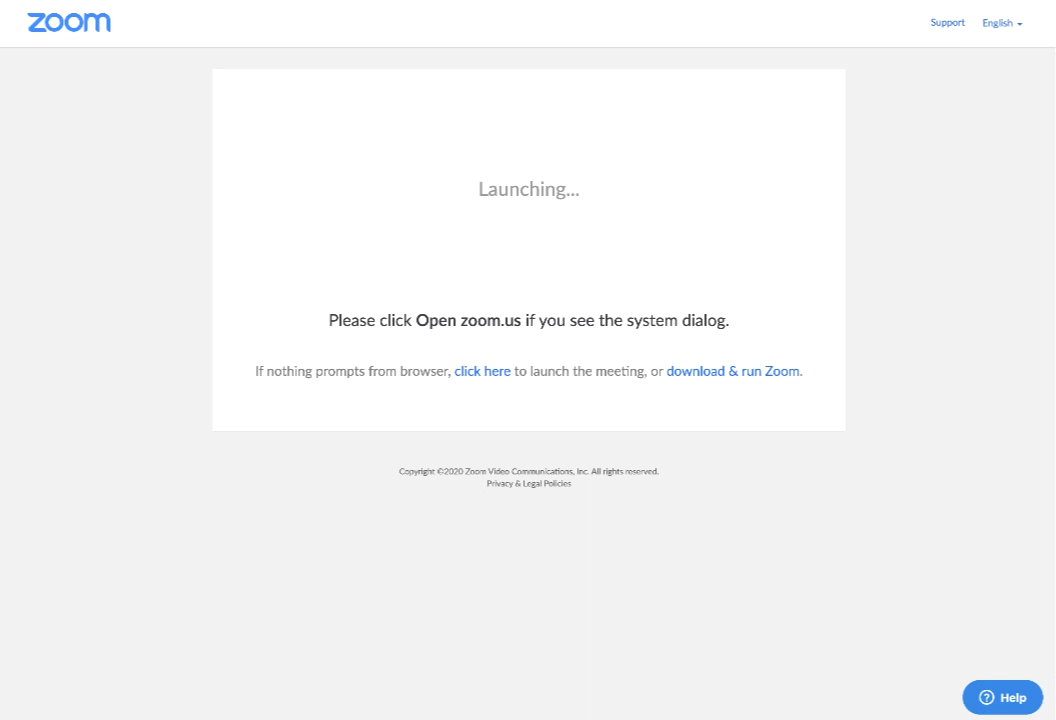 zoom
Support English
Launching...
Please click Open zoom.us if you see the system dialog.
If nothing prompts from browser, click here to launch the meeting, or download & run Zoom.
Copyright ©2020 Zoom Video Communications, Inc. All rights reserved.
Privacy & Legal Policies
Help